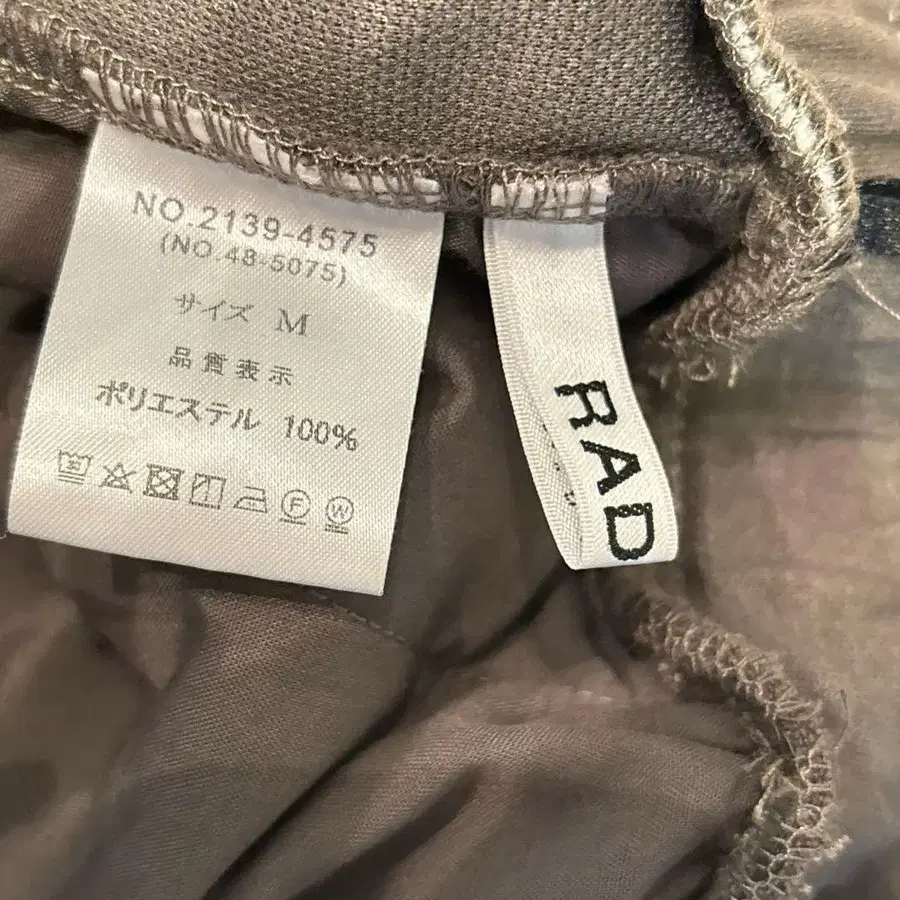 NO.2139-4575
(NO.48-5075)
サイズ M
品質表示
ポリエステル 100%
F W
RAD